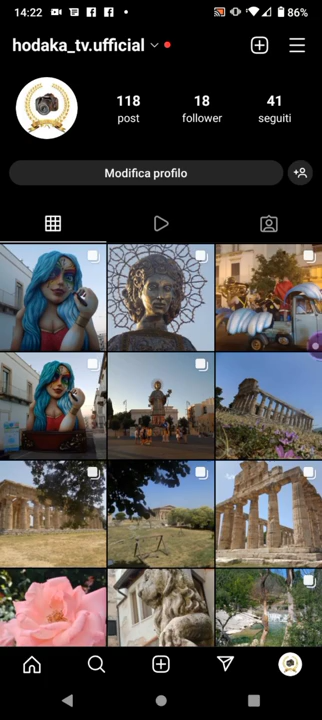 14:22
86%
hodaka_tv.ufficial
118 18 41
post follower seguiti
Modifica profilo